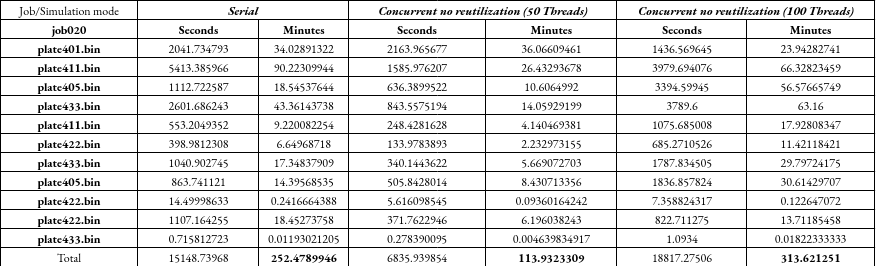 Job/Simulation mode Serial Concurrent no reutilization (50 Threads) Concurrent no reutilization (100 Threads)
job020 Seconds Minutes Seconds Minutes Seconds Minutes
plate401.bin 2041.734793 34.02891322 2163.965677 36.06609461 1436.569645 23.94282741
plate411.bin 5413.385966 90.22309944 1585.976207 26.43293678 3979.694076 66.32823459
plate405.bin 1112.722587 18.54537644 636.3899522 10.6064992 3394.59945 56.57665749
plate433.bin 2601.686243 43.36143738 843.5575194 14.05929199 3789.6 63.16
plate411.bin 553.2049352 9.220082254 248.4281628 4.140469381 1075.685008 17.92808347
plate422.bin 398.9812308 6.64968718 133.9783893 2.232973155 685.2710526 11.42118421
plate433.bin 1040.902745 17.34837909 340.1443622 5.669072703 1787.834505 29.79724175
plate405.bin 863.741121 14.39568535 505.8428014 8.430713356 1836.857824 30.61429707
plate422.bin 14.49998633 0.2416664388 5.616098545 0.09360164242 7.358824317 0.122647072
plate422.bin 1107.164255 18.45273758 371.7622946 6.196038243 822.711275 13.71185458
plate433.bin 0.715812723 0.01193021205 0.278390095 0.004639834917 1.0934 0.01822333333
Total 15148.73968 252.4789946 6835.939854 113.9323309 18817.27506 313.621251